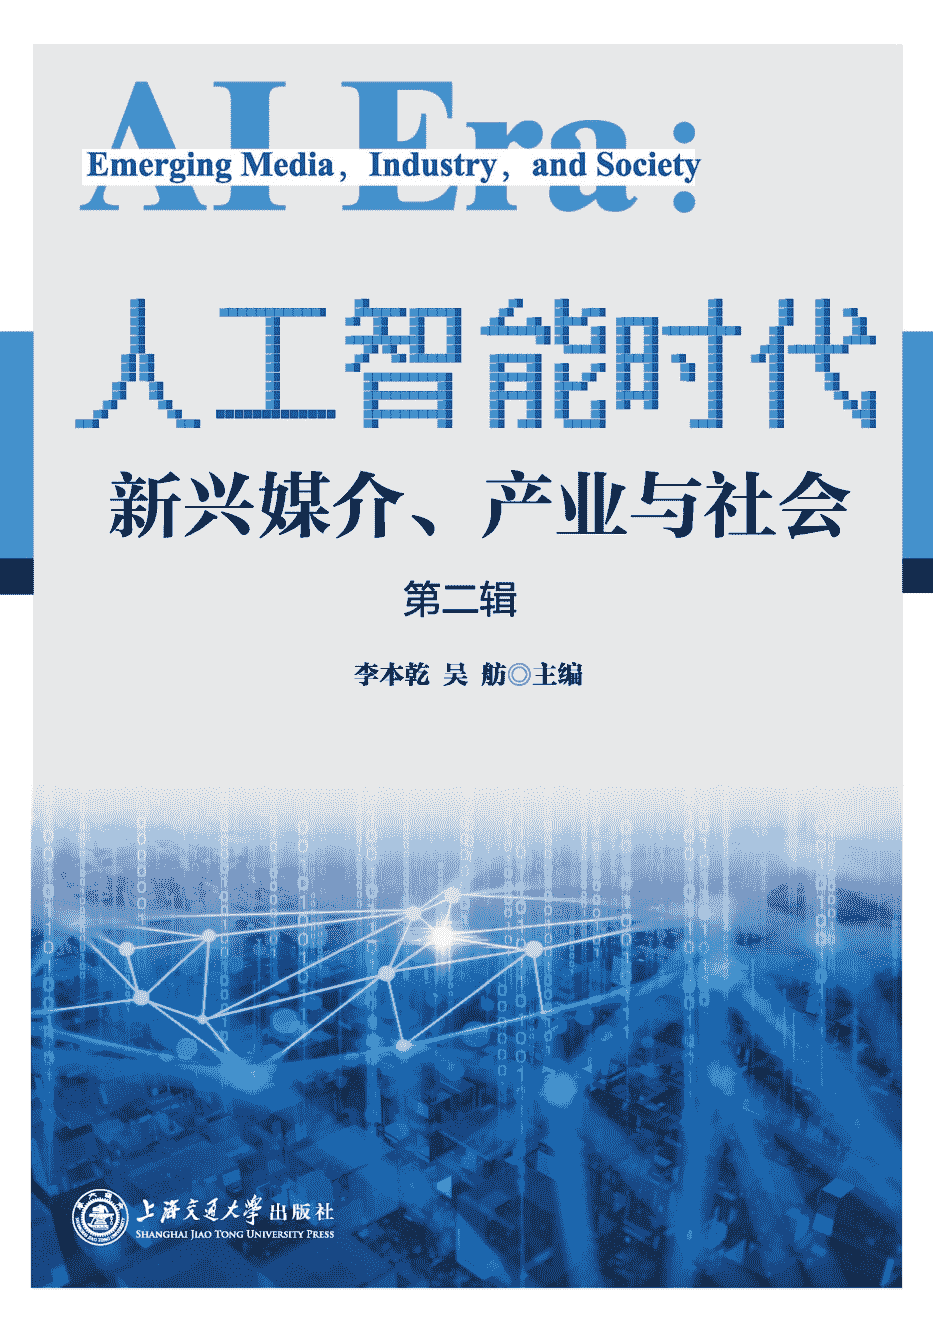 AI Era:
Emerging Media, Industry, and Society
人工智能时代
新兴媒介、产业与社会
第二辑
李本乾 吴 舫◎主编
上海交通大学出版社
SHANGHAI JIAO TONG UNIVERSITY PRESS